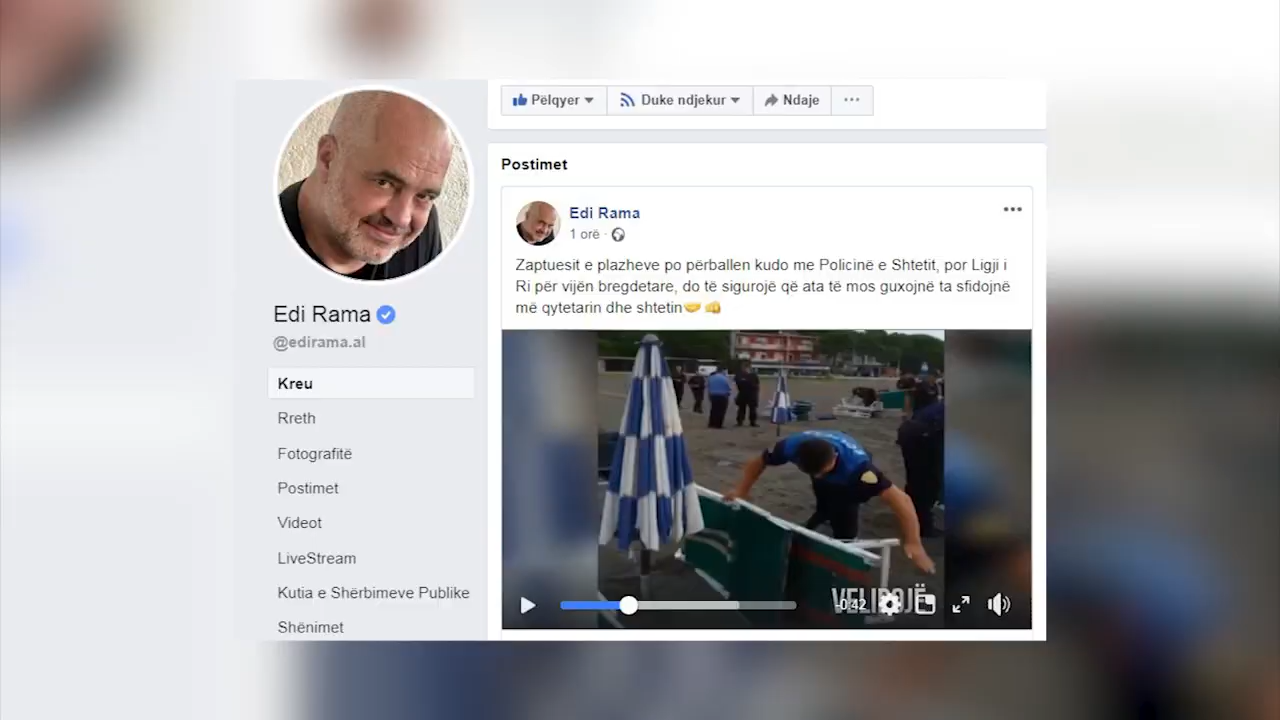 Pëlqyer
Duke ndjekur
Ndaje
Postimet
Edi Rama
1 orë
Zaptuesit e plazheve po përballen kudo me Policinë e Shtetit, por Ligji i
Ri për vijën bregdetare, do të sigurojë që ata të mos guxojnë ta sfidojnë
më qytetarin dhe shtetin🤝👊
VELIPOJË
-0:42
Edi Rama
@edirama.al
Kreu
Rreth
Fotografitë
Postimet
Videot
LiveStream
Kutia e Shërbimeve Publike
Shënimet